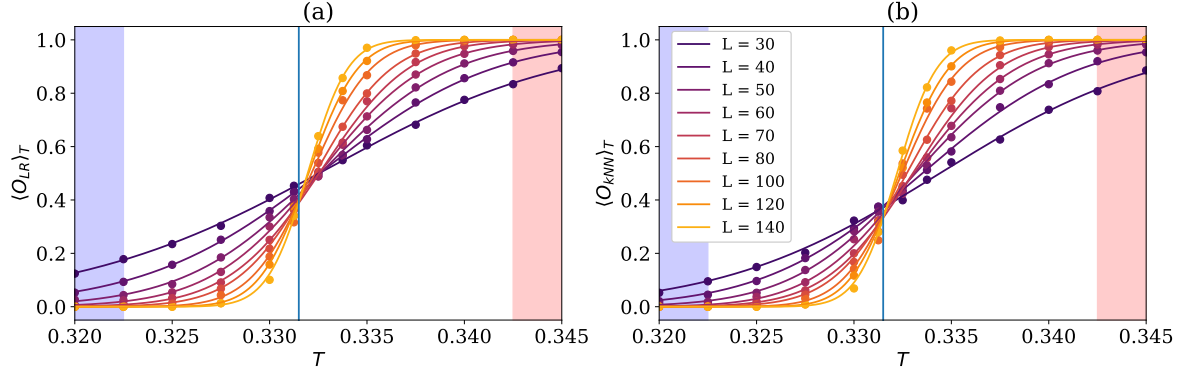 (a)
1.0
0.8
0.6
0.4
0.2
0.0
⟨O_LR⟩_T
0.320 0.325 0.330 0.335 0.340 0.345
T
(b)
1.0
0.8
0.6
0.4
0.2
0.0
⟨O_kNN⟩_T
L = 30
L = 40
L = 50
L = 60
L = 70
L = 80
L = 100
L = 120
L = 140
0.320 0.325 0.330 0.335 0.340 0.345
T